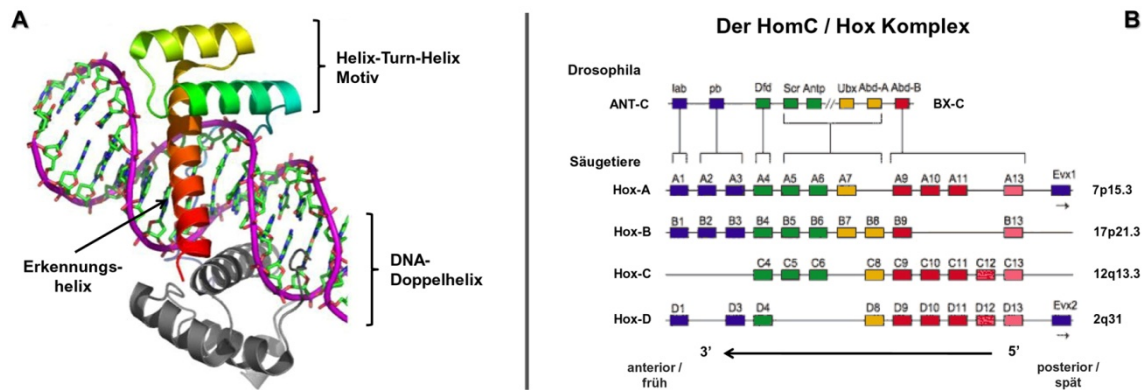 A
Helix-Turn-Helix
Motiv
Erkennungs-
helix
DNA-
Doppelhelix
B
Der HomC / Hox Komplex
Drosophila
lab pb Dfd Scr Antp Ubx Abd-A Abd-B
ANT-C // BX-C
Säugetiere
A1 A2 A3 A4 A5 A6 A7 A9 A10 A11 A13 Evx1
Hox-A 7p15.3
→
B1 B2 B3 B4 B5 B6 B7 B8 B9 B13
Hox-B 17p21.3
C4 C5 C6 C8 C9 C10 C11 C12 C13
Hox-C 12q13.3
D1 D3 D4 D8 D9 D10 D11 D12 D13 Evx2
Hox-D 2q31
→
3’ 5’
anterior /
früh
posterior /
spät